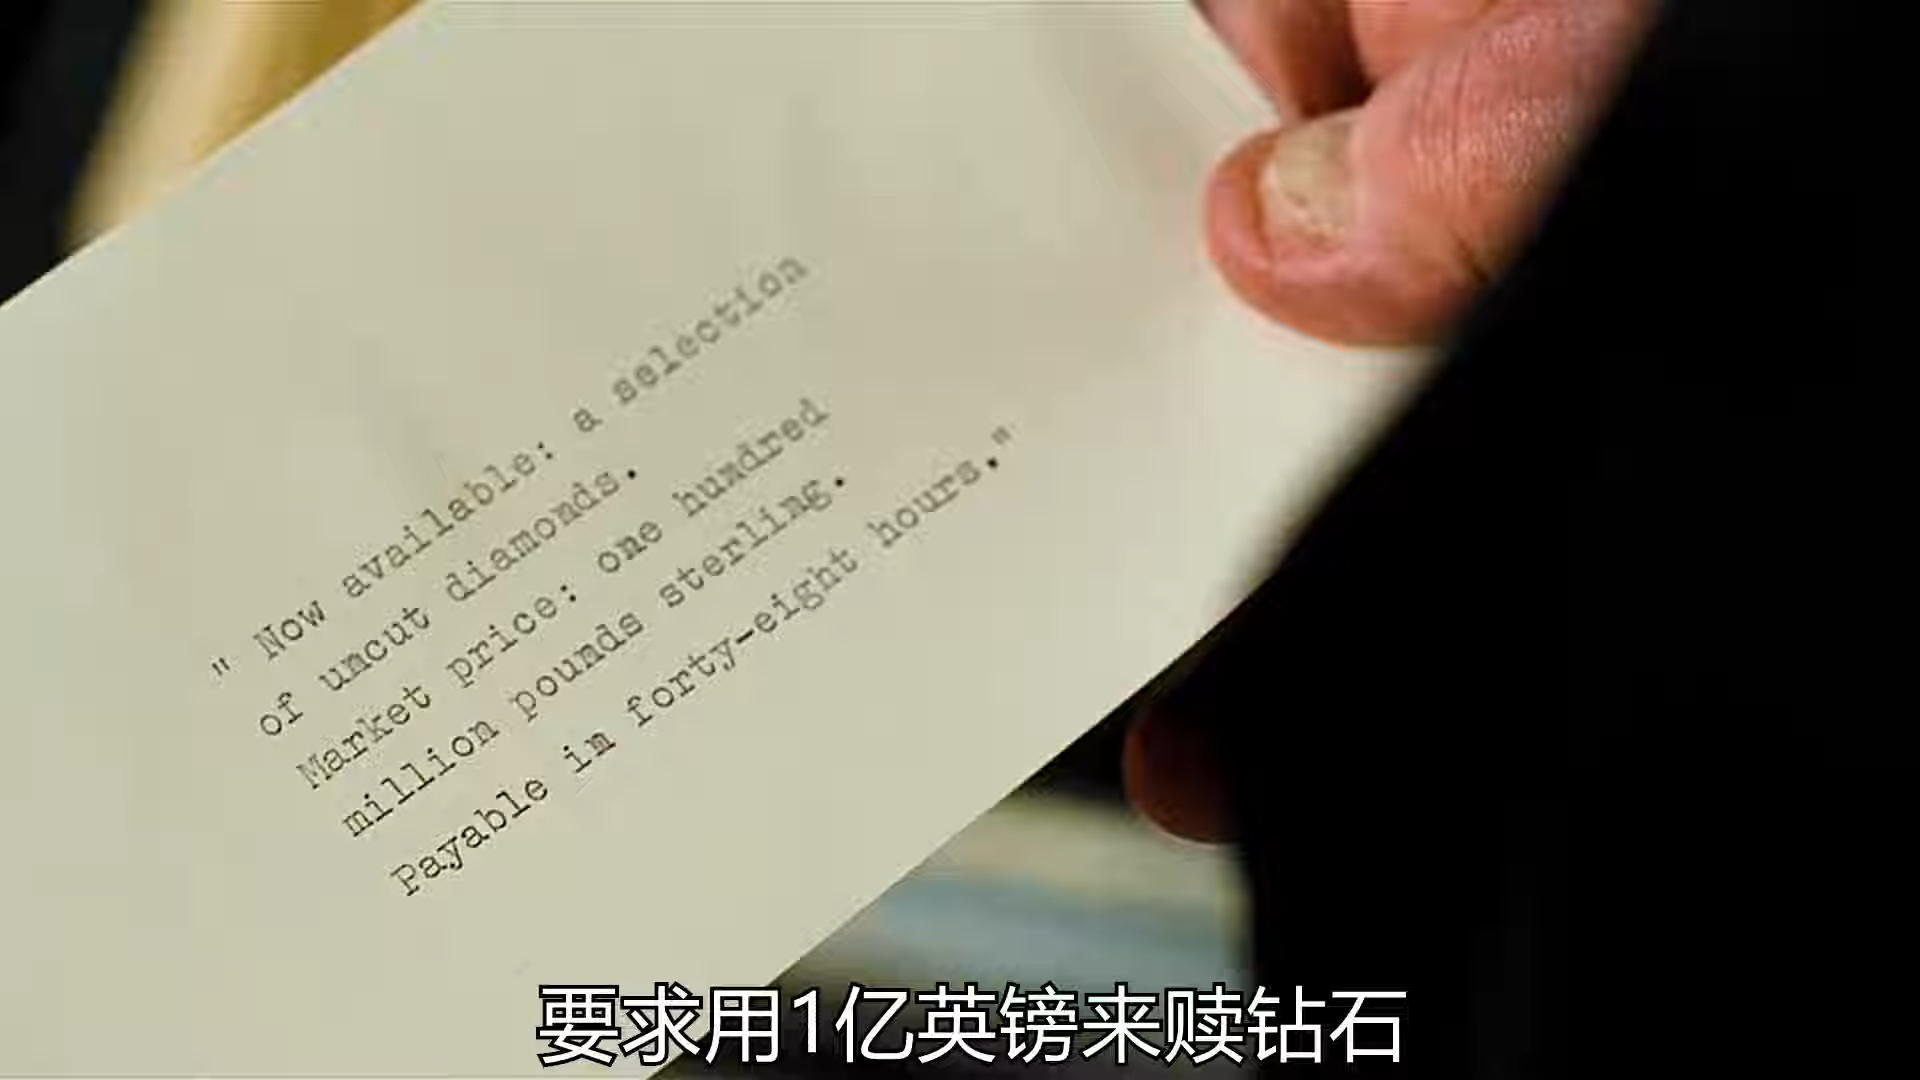 " Now available: a selection
of uncut diamonds.
Market price: one hundred
million pounds sterling.
Payable in forty-eight hours."
要求用1亿英镑来赎钻石